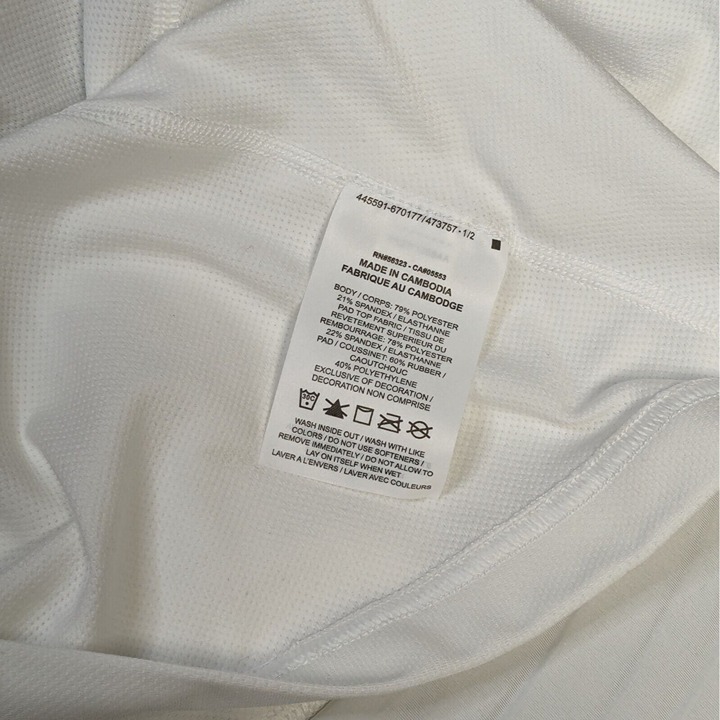 445591-670177/473757-1/2
RN#56323 - CA#05553
MADE IN CAMBODIA
FABRIQUE AU CAMBODGE
BODY / CORPS: 79% POLYESTER
21% SPANDEX / ELASTHANNE
PAD TOP FABRIC / TISSU DE
REVETEMENT SUPERIEUR DU
REMBOURRAGE: 78% POLYESTER
22% SPANDEX / ELASTHANNE
PAD / COUSSINET: 60% RUBBER /
CAOUTCHOUC
40% POLYETHYLENE
EXCLUSIVE OF DECORATION /
DECORATION NON COMPRISE
30C
WASH INSIDE OUT / WASH WITH LIKE
COLORS / DO NOT USE SOFTENERS /
REMOVE IMMEDIATELY / DO NOT ALLOW TO
LAY ON ITSELF WHEN WET
LAVER A L'ENVERS / LAVER AVEC COULEURS